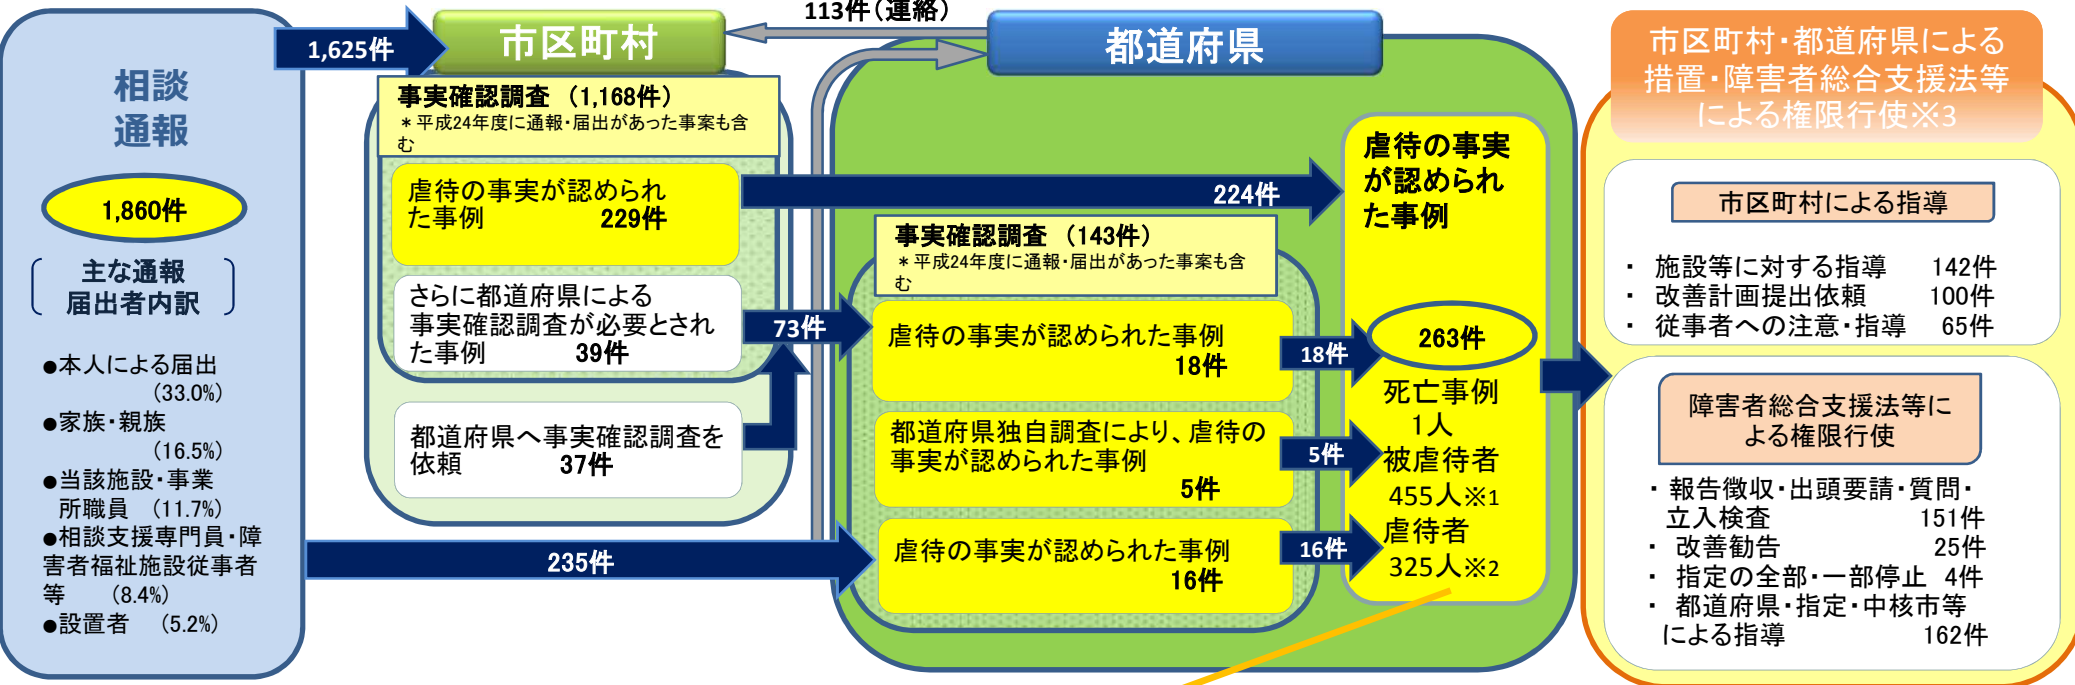 相談
通報
1,860件
主な通報
届出者内訳
●本人による届出
(33.0%)
●家族・親族
(16.5%)
●当該施設・事業
所職員 (11.7%)
●相談支援専門員・障
害者福祉施設従事者
等 (8.4%)
●設置者 (5.2%)
1,625件
235件
市区町村
113件(連絡)
事実確認調査 (1,168件)
*平成24年度に通報・届出があった事案も含
む
虐待の事実が認められ
た事例 229件
さらに都道府県による
事実確認調査が必要とされ
た事例 39件
都道府県へ事実確認調査を
依頼 37件
224件
73件
都道府県
事実確認調査 (143件)
*平成24年度に通報・届出があった事案も含
む
虐待の事実が認められた事例
18件
都道府県独自調査により、虐待の
事実が認められた事例
5件
虐待の事実が認められた事例
16件
18件
5件
16件
虐待の事実
が認められ
た事例
263件
死亡事例
1人
被虐待者
455人※1
虐待者
325人※2
市区町村・都道府県による
措置・障害者総合支援法等
による権限行使※3
市区町村による指導
・ 施設等に対する指導 142件
・ 改善計画提出依頼 100件
・ 従事者への注意・指導 65件
障害者総合支援法等に
よる権限行使
・ 報告徴収・出頭要請・質問・
立入検査 151件
・ 改善勧告 25件
・ 指定の全部・一部停止 4件
・ 都道府県・指定・中核市等
による指導 162件